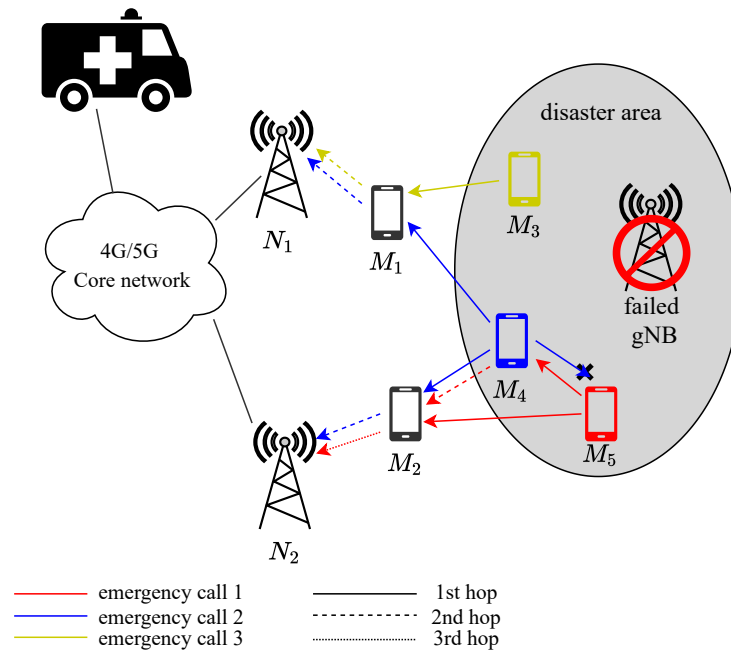 disaster area
N₁
M₁
M₃
4G/5G
Core network
failed
gNB
M₄
M₂
M₅
N₂
emergency call 1
1st hop
emergency call 2
2nd hop
emergency call 3
3rd hop